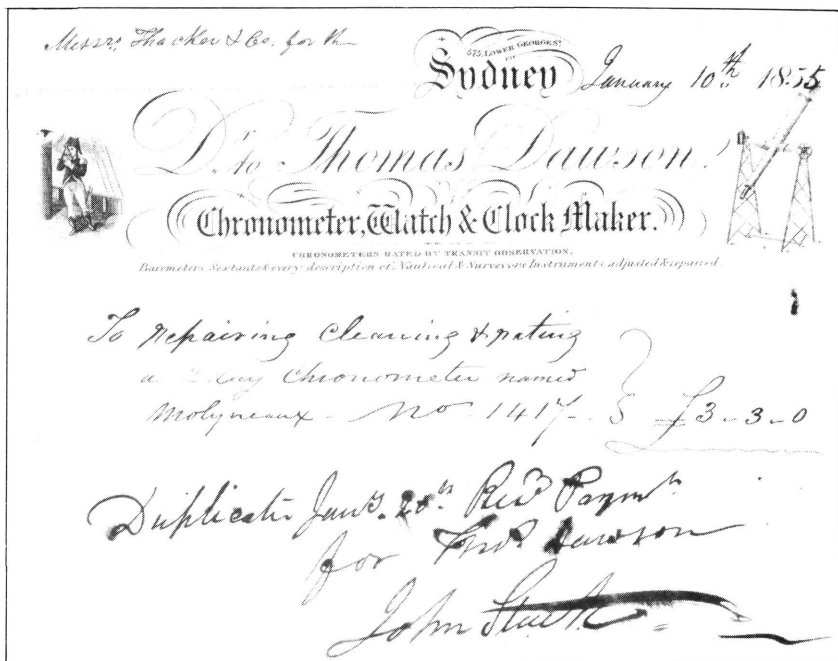 Messrs. Thacker & Co. for the
573, LOWER GEORGE ST.
Sydney January 10th 1855
Dr. to Thomas Dawson.
Chronometer, Watch & Clock Maker.
CHRONOMETERS RATED BY TRANSIT OBSERVATION.
Barometers, Sextants & every description of Nautical & Surveyors Instruments adjusted & repaired.
To repairing cleaning & rating
a 2 day chronometer named
Molyneaux - No 1417 - £3-3-0
Duplicate Jany. 20th Recd Paymt
for Thos Dawson
John